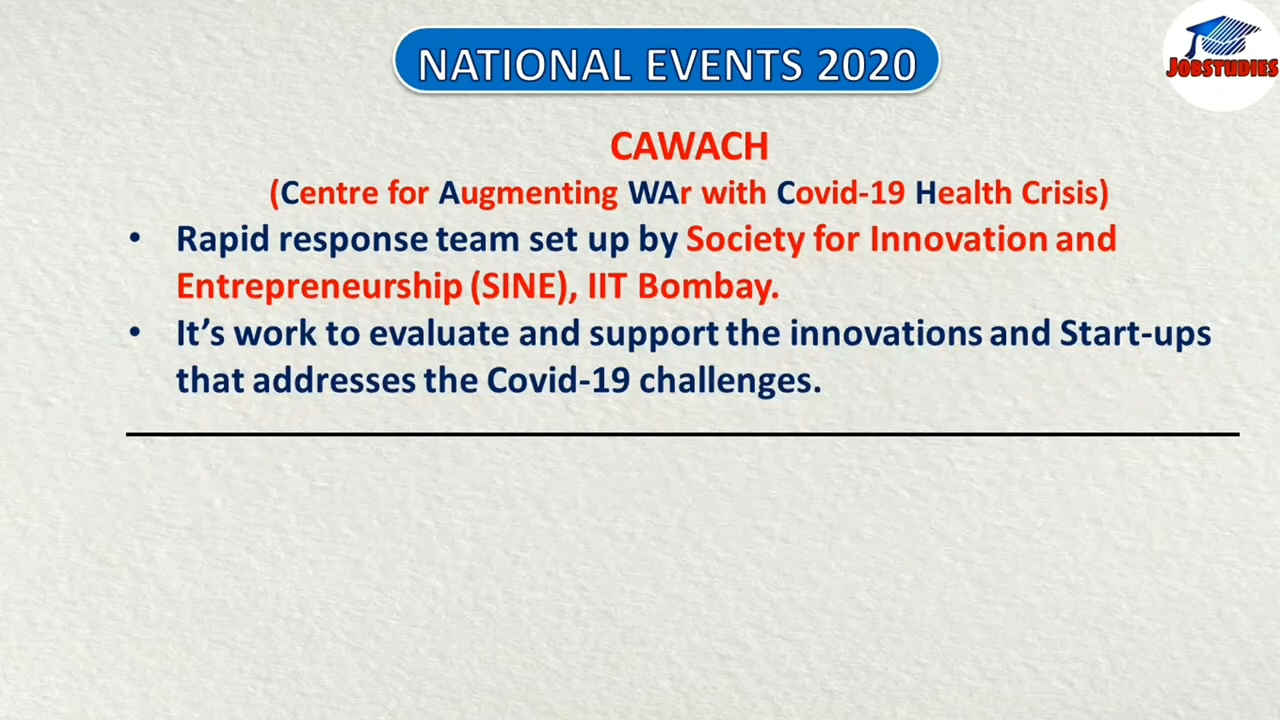 NATIONAL EVENTS 2020
JOBSTUDIES
CAWACH
(Centre for Augmenting WAr with Covid-19 Health Crisis)
• Rapid response team set up by Society for Innovation and
Entrepreneurship (SINE), IIT Bombay.
• It’s work to evaluate and support the innovations and Start-ups
that addresses the Covid-19 challenges.